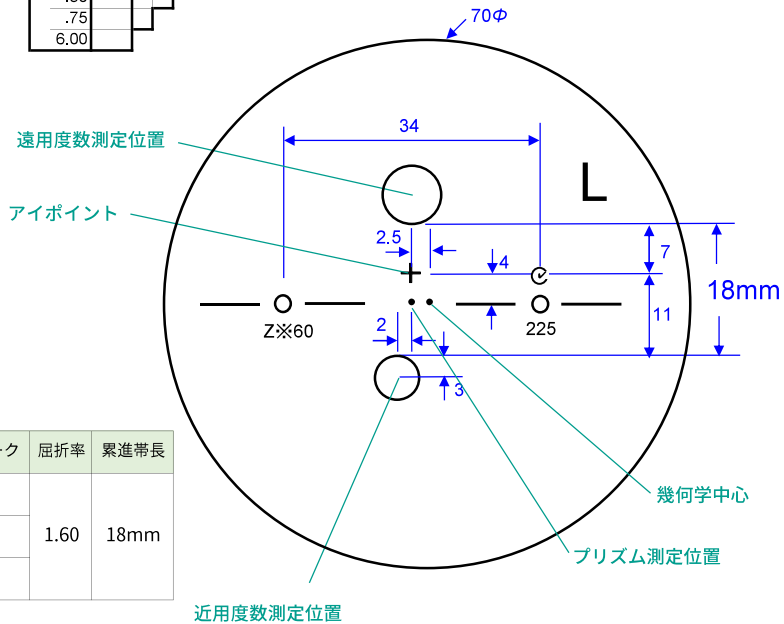 .75
6.00
70Φ
遠用度数測定位置
34
L
アイポイント
2.5
4
7
18mm
Z※60
225
11
2
3
屈折率
累進帯長
1.60
18mm
幾何学中心
プリズム測定位置
近用度数測定位置